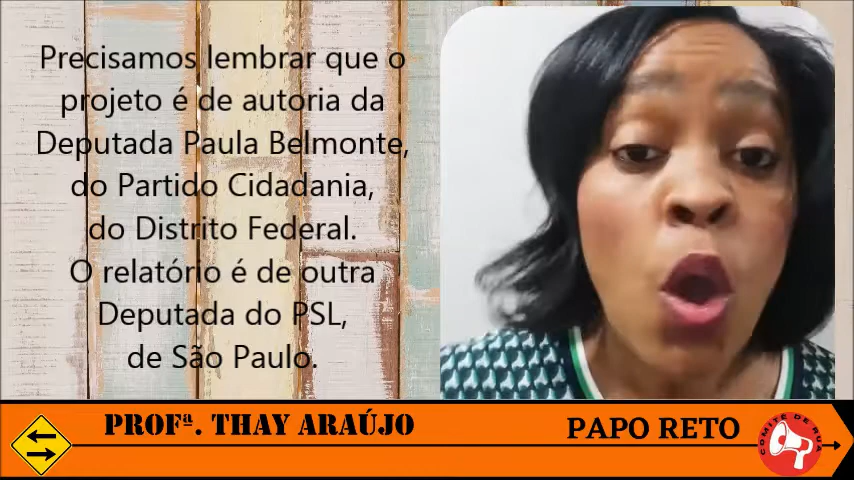 Precisamos lembrar que o
projeto é de autoria da
Deputada Paula Belmonte,
do Partido Cidadania,
do Distrito Federal.
O relatório é de outra
Deputada do PSL,
de São Paulo.
PROFª. THAY ARAÚJO
PAPO RETO
COMITÊ DE RUA